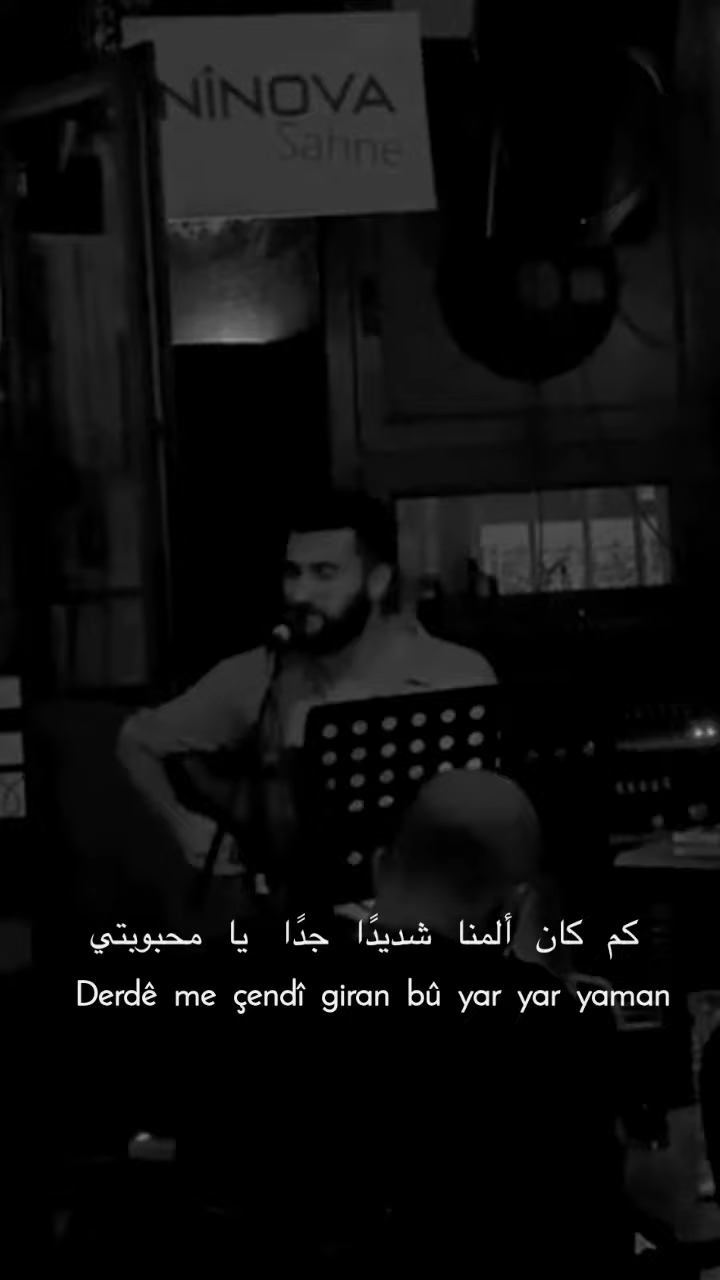 NİNOVA
Sahne
كم كان ألمنا شديدًا جدًا يا محبوبتي
Derdê me çendî giran bû yar yar yaman